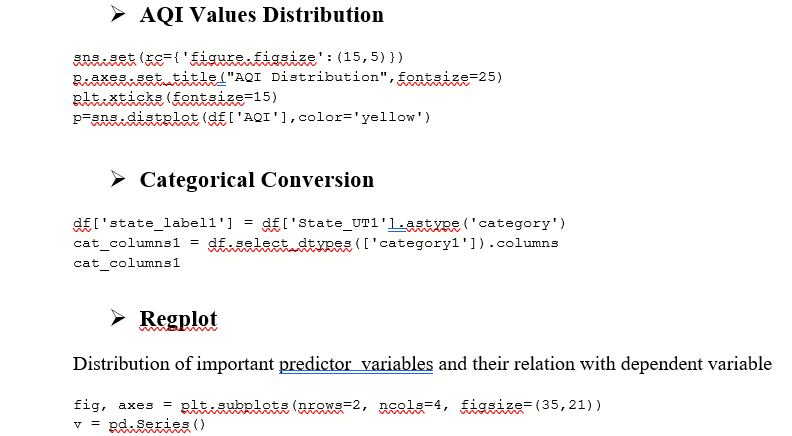 ➢ AQI Values Distribution
sns.set(rc={'figure.figsize':(15,5)})
p.axes.set_title("AQI Distribution",fontsize=25)
plt.xticks(fontsize=15)
p=sns.distplot(df['AQI'],color='yellow')
➢ Categorical Conversion
df['state_label1'] = df['State_UT1'].astype('category')
cat_columns1 = df.select_dtypes(['category1']).columns
cat_columns1
➢ Regplot
Distribution of important predictor variables and their relation with dependent variable
fig, axes = plt.subplots(nrows=2, ncols=4, figsize=(35,21))
v = pd.Series()